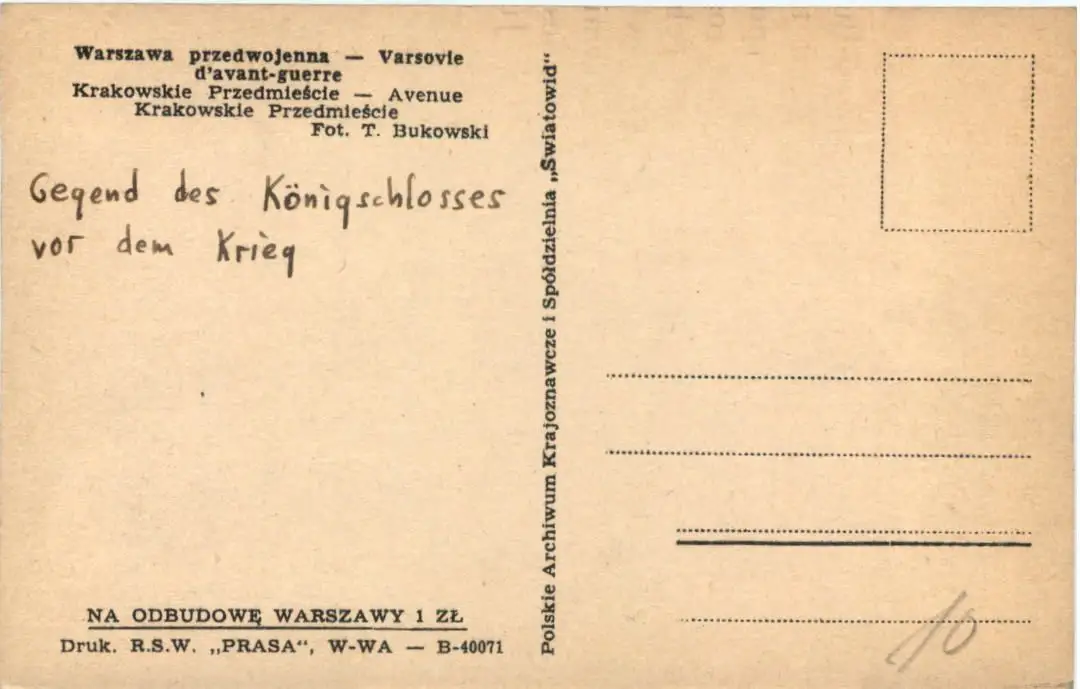 Warszawa przedwojenna — Varsovie
d'avant-guerre
Krakowskie Przedmieście — Avenue
Krakowskie Przedmieście
Fot. T. Bukowski
Gegend des Königschlosses
vor dem Krieg
NA ODBUDOWĘ WARSZAWY 1 ZŁ
Druk. R.S.W. „PRASA“, W-WA — B-40071
Polskie Archiwum Krajoznawcze i Spółdzielnia „Światowid“
10